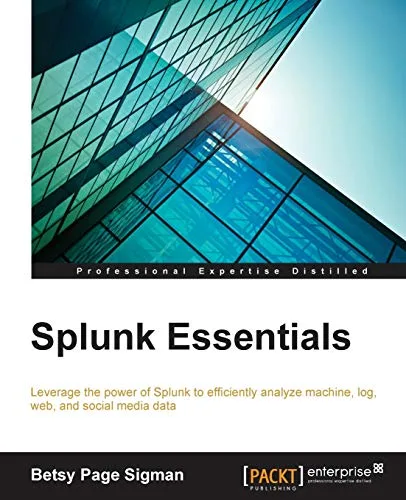 Professional Expertise Distilled
Splunk Essentials
Leverage the power of Splunk to efficiently analyze machine, log,
web, and social media data
Betsy Page Sigman
[PACKT] enterprise
PUBLISHING
professional expertise distilled